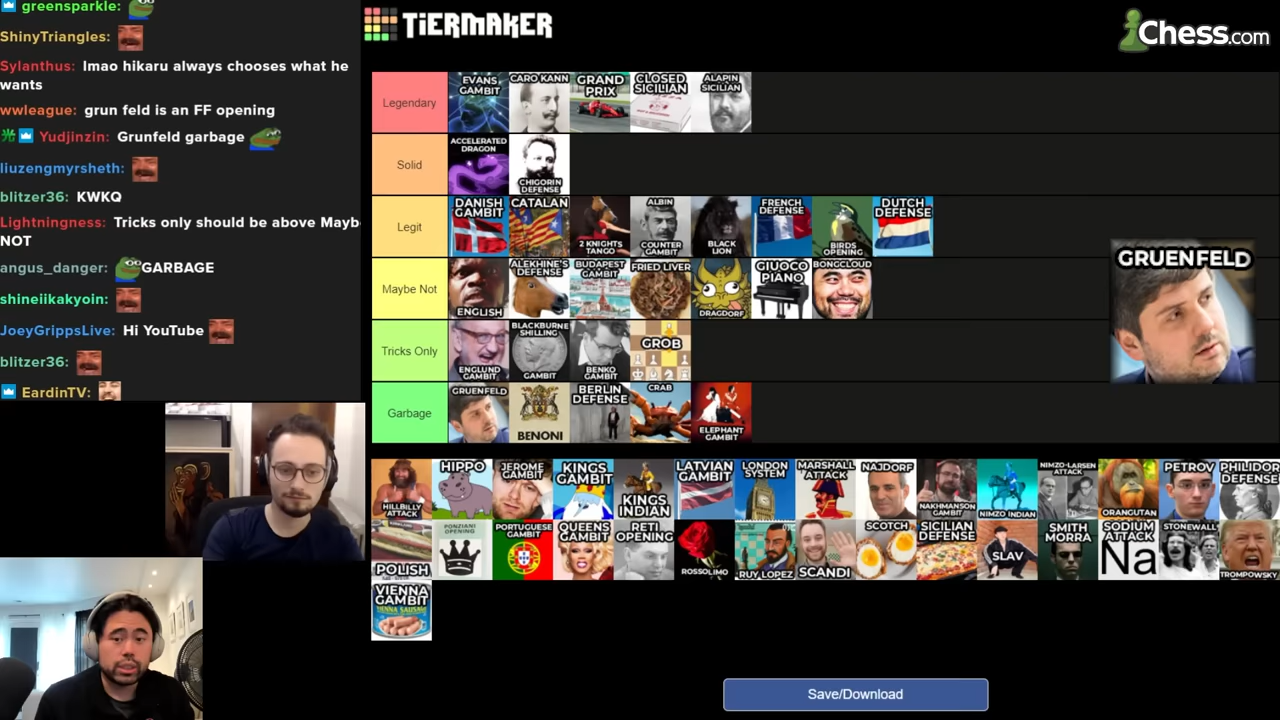 greensparkle:
ShinyTriangles:
Sylanthus: lmao hikaru always chooses what he
wants
wwleague: grun feld is an FF opening
光 Yudjinzin: Grunfeld garbage
liuzengmyrsheth:
blitzer36: KWKQ
Lightningness: Tricks only should be above Mayb
NOT
angus_danger: GARBAGE
shineiikakyoin:
JoeyGrippsLive: Hi YouTube
blitzer36:
EardinTV:
TiERMAKER
Chess.com
Legendary
EVANS
GAMBIT
CARO KANN
GRAND
PRIX
CLOSED
SICILIAN
ALAPIN
SICILIAN
Solid
ACCELERATED
DRAGON
CHIGORIN
DEFENSE
Legit
DANISH
GAMBIT
CATALAN
2 KNIGHTS
TANGO
ALBIN
COUNTER
GAMBIT
BLACK
LION
FRENCH
DEFENSE
BIRDS
OPENING
DUTCH
DEFENSE
Maybe Not
ENGLISH
ALEKHINE'S
DEFENSE
BUDAPEST
GAMBIT
FRIED LIVER
DRAGDORF
GIUOCO
PIANO
BONGCLOUD
GRUENFELD
Tricks Only
ENGLUND
GAMBIT
BLACKBURNE
SHILLING
GAMBIT
BENKO
GAMBIT
GROB
Garbage
GRUENFELD
BENONI
BERLIN
DEFENSE
CRAB
ELEPHANT
GAMBIT
HILLBILLY
ATTACK
HIPPO
JEROME
GAMBIT
KINGS
GAMBIT
KINGS
INDIAN
LATVIAN
GAMBIT
LONDON
SYSTEM
MARSHALL
ATTACK
NAJDORF
NAKHMANSON
GAMBIT
NIMZO INDIAN
NIMZO-LARSEN
ATTACK
ORANGUTAN
PETROV
PHILIDOR
DEFENSE
POLISH
PONZIANI
OPENING
PORTUGUESE
GAMBIT
QUEENS
GAMBIT
RETI
OPENING
ROSSOLIMO
RUY LOPEZ
SCANDI
SCOTCH
SICILIAN
DEFENSE
SLAV
SMITH
MORRA
SODIUM
ATTACK
Na
STONEWALL
TROMPOWSKY
VIENNA
GAMBIT
VIENNA SAUSAGE
Save/Download